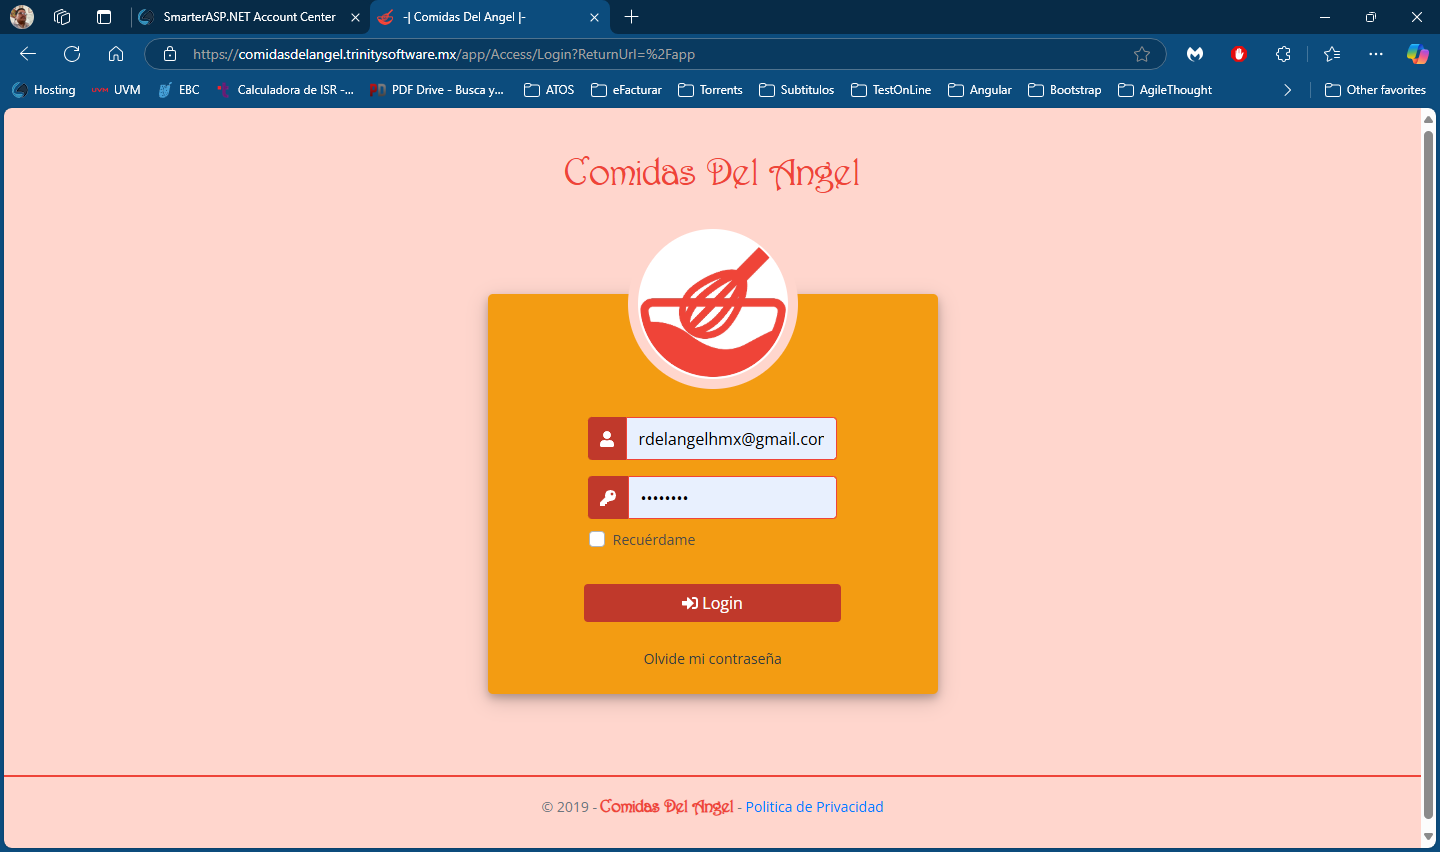 SmarterASP.NET Account Center
-| Comidas Del Angel |-
https://comidasdelangel.trinitysoftware.mx/app/Access/Login?ReturnUrl=%2Fapp
Hosting UVM EBC Calculadora de ISR -... PDF Drive - Busca y... ATOS eFacturar Torrents Subtitulos TestOnLine Angular Bootstrap AgileThought Other favorites
Comidas Del Angel
rdelangelhmx@gmail.cor
••••••••
Recuérdame
Login
Olvide mi contraseña
© 2019 - Comidas Del Angel - Politica de Privacidad